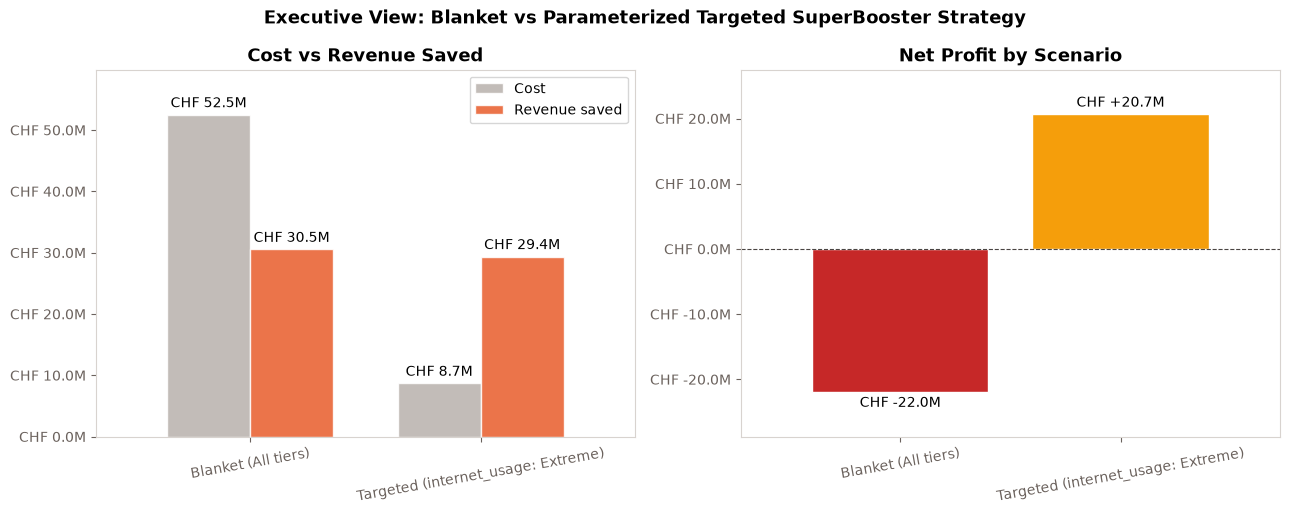 Executive View: Blanket vs Parameterized Targeted SuperBooster Strategy
Cost vs Revenue Saved
CHF 50.0M
CHF 40.0M
CHF 30.0M
CHF 20.0M
CHF 10.0M
CHF 0.0M
CHF 52.5M
CHF 30.5M
CHF 8.7M
CHF 29.4M
Cost
Revenue saved
Blanket (All tiers)
Targeted (internet_usage: Extreme)
Net Profit by Scenario
CHF 20.0M
CHF 10.0M
CHF 0.0M
CHF -10.0M
CHF -20.0M
CHF -22.0M
CHF +20.7M
Blanket (All tiers)
Targeted (internet_usage: Extreme)